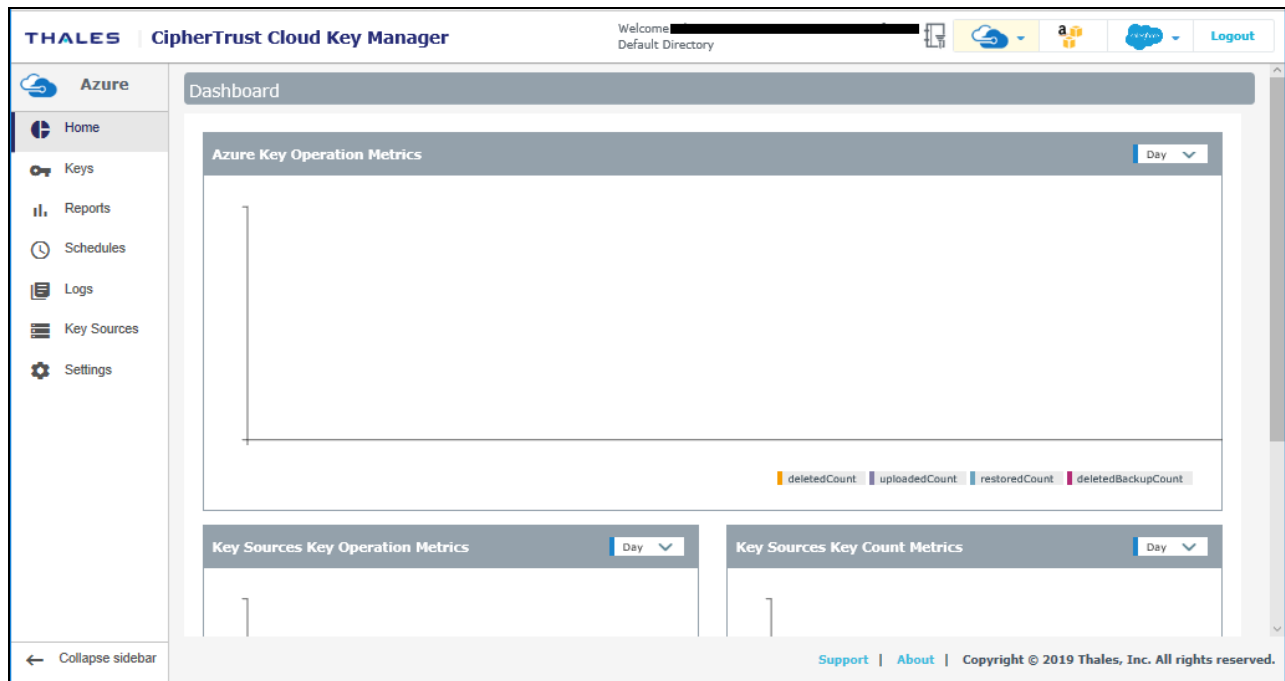 THALES CipherTrust Cloud Key Manager
Welcome
Default Directory
Logout
Azure
Home
Keys
Reports
Schedules
Logs
Key Sources
Settings
Collapse sidebar
Dashboard
Azure Key Operation Metrics
Day
deletedCount uploadedCount restoredCount deletedBackupCount
Key Sources Key Operation Metrics
Day
Key Sources Key Count Metrics
Day
Support | About | Copyright © 2019 Thales, Inc. All rights reserved.